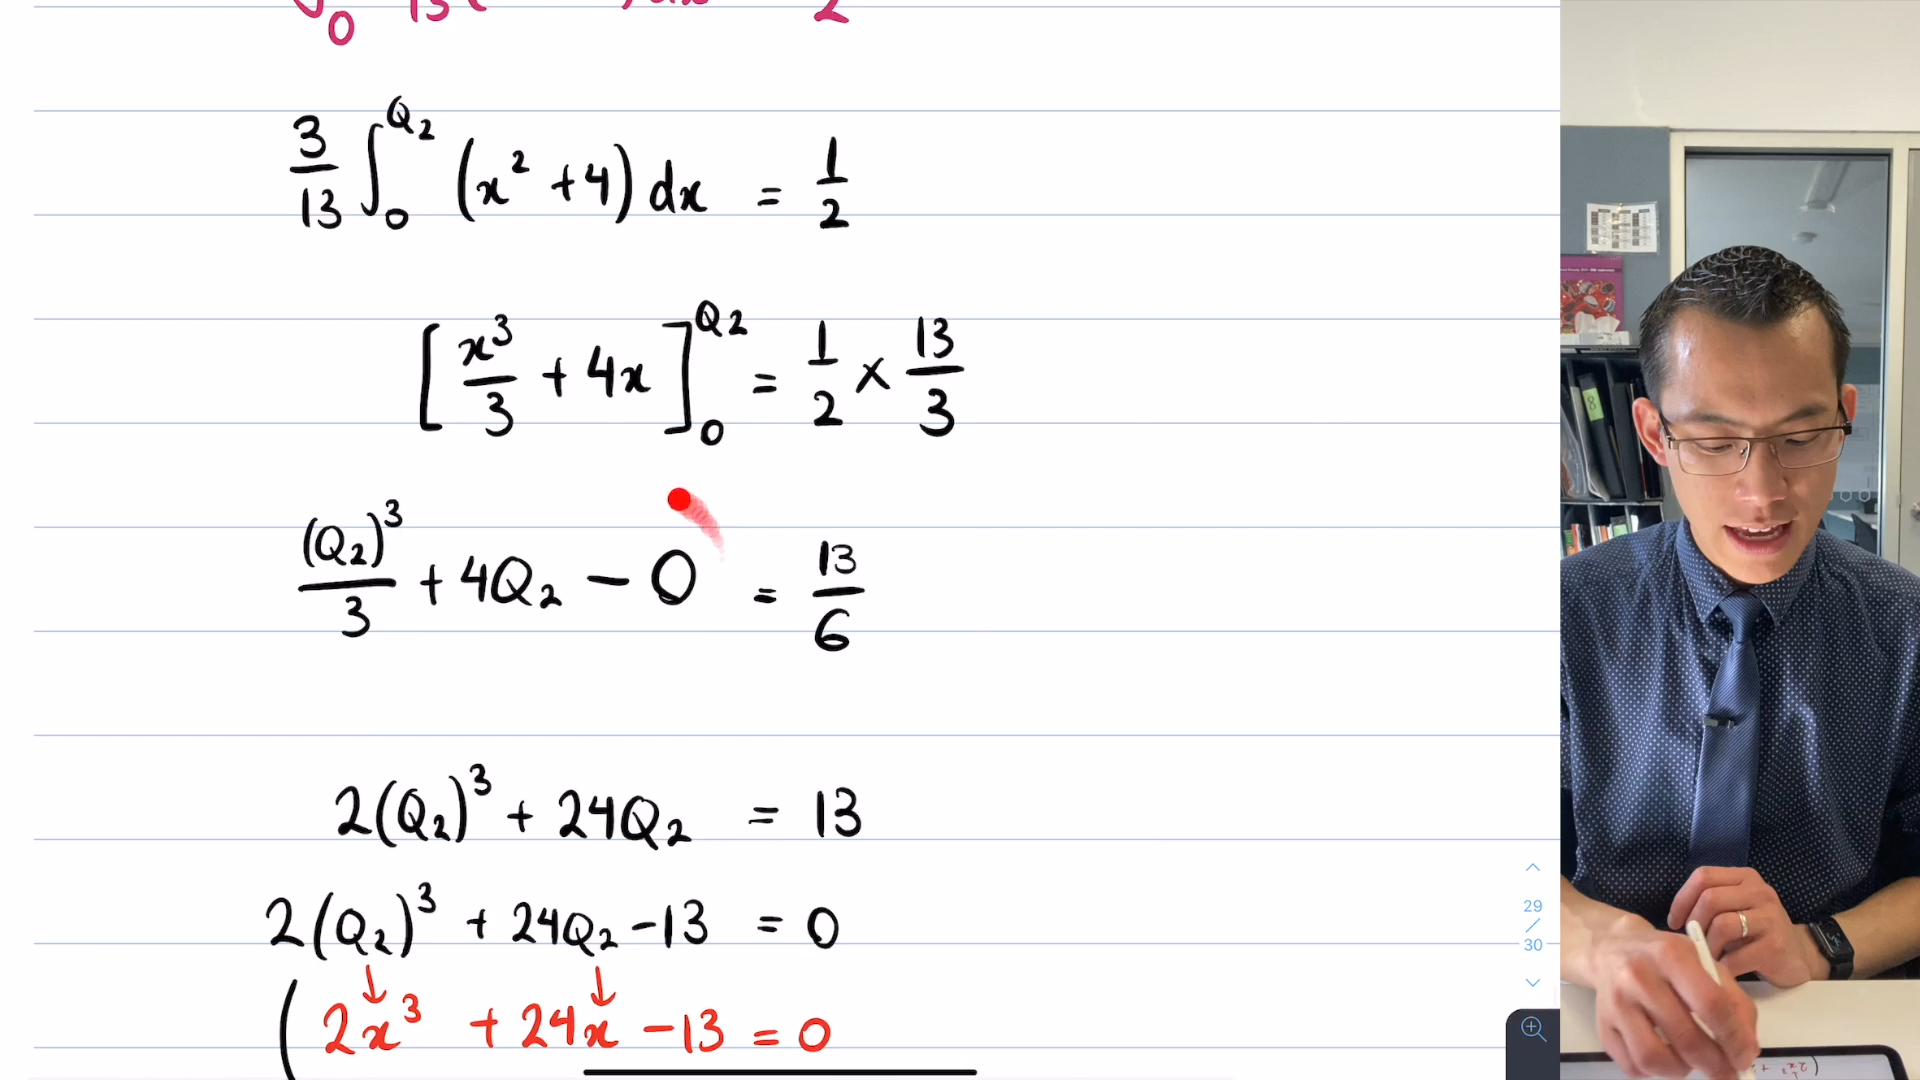 3/13 ∫₀^Q₂ (x² + 4) dx = 1/2
[x³/3 + 4x]₀^Q₂ = 1/2 × 13/3
(Q₂)³/3 + 4Q₂ − 0 = 13/6
2(Q₂)³ + 24Q₂ = 13
2(Q₂)³ + 24Q₂ − 13 = 0
( 2x³ + 24x − 13 = 0
29
/
30
8